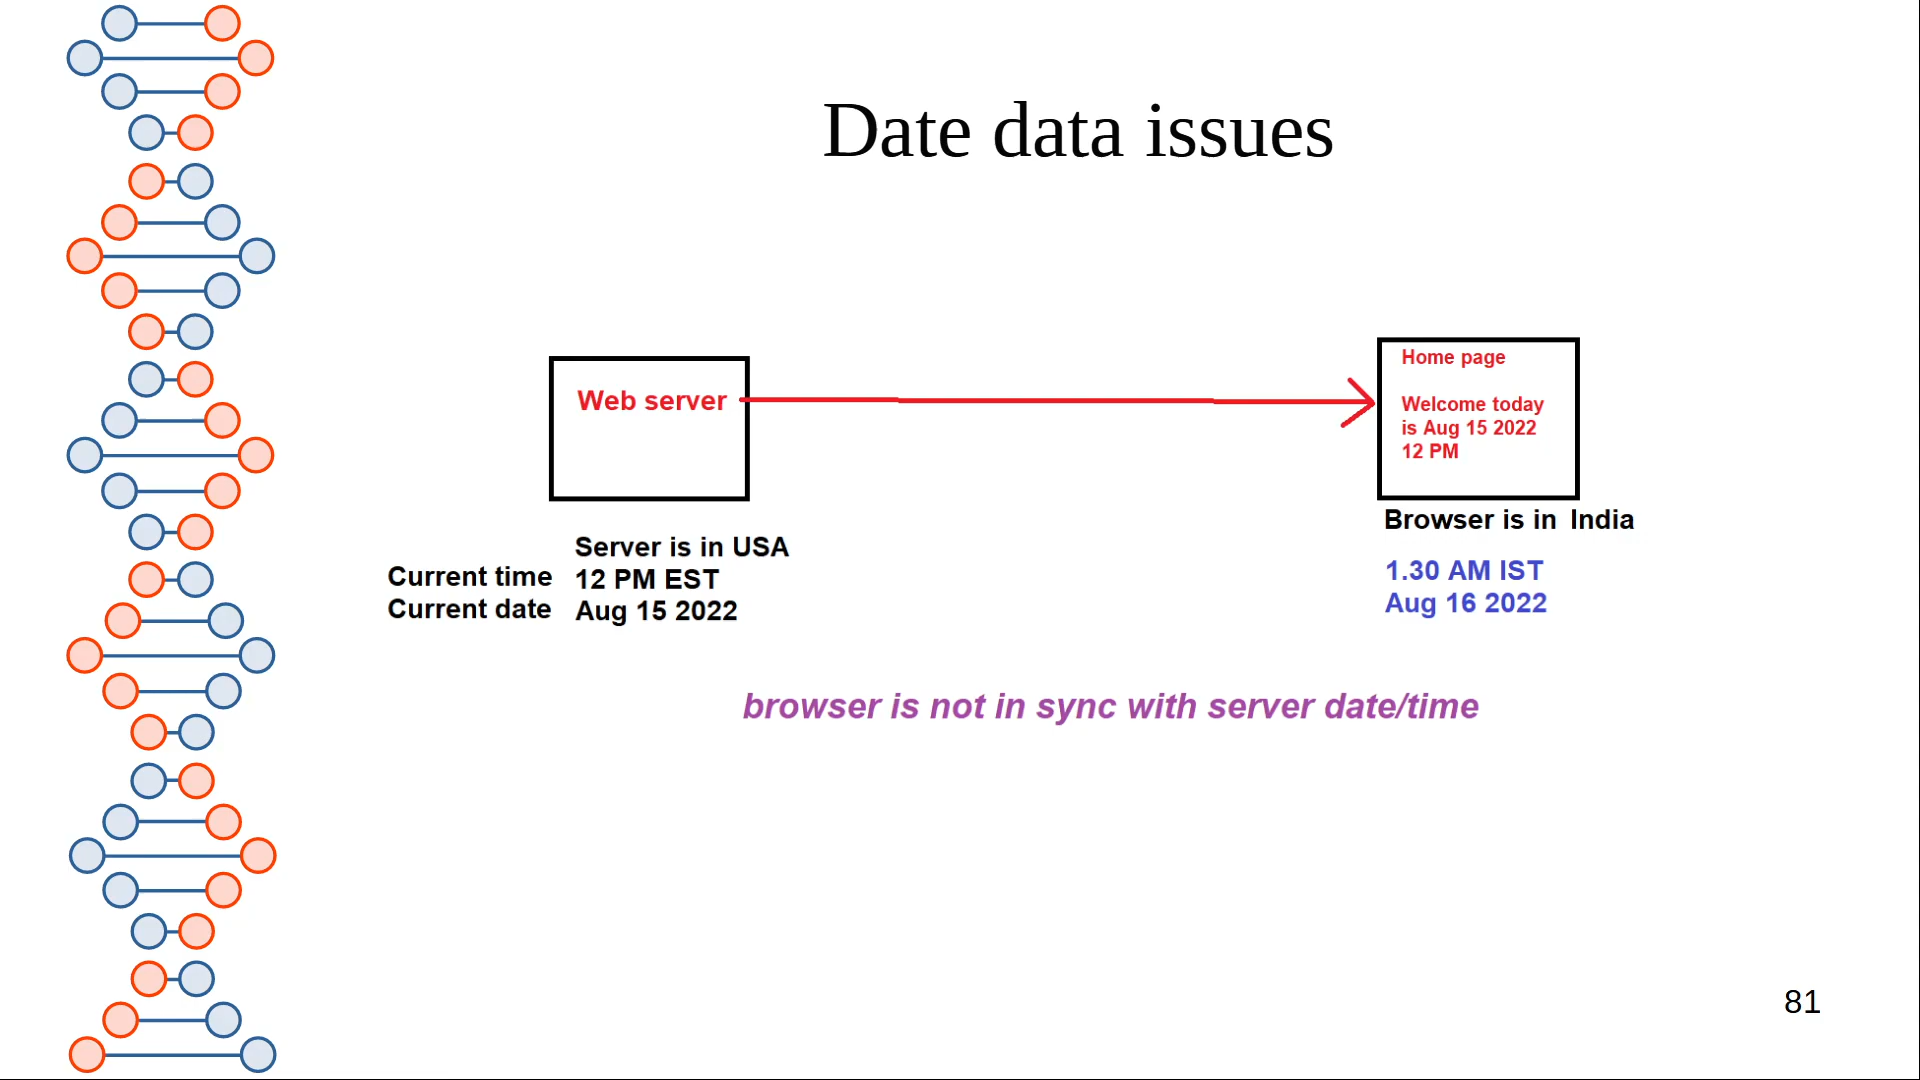 Date data issues
Web server
Home page
Welcome today
is Aug 15 2022
12 PM
Browser is in India
Server is in USA
Current time 12 PM EST
Current date Aug 15 2022
1.30 AM IST
Aug 16 2022
browser is not in sync with server date/time
81